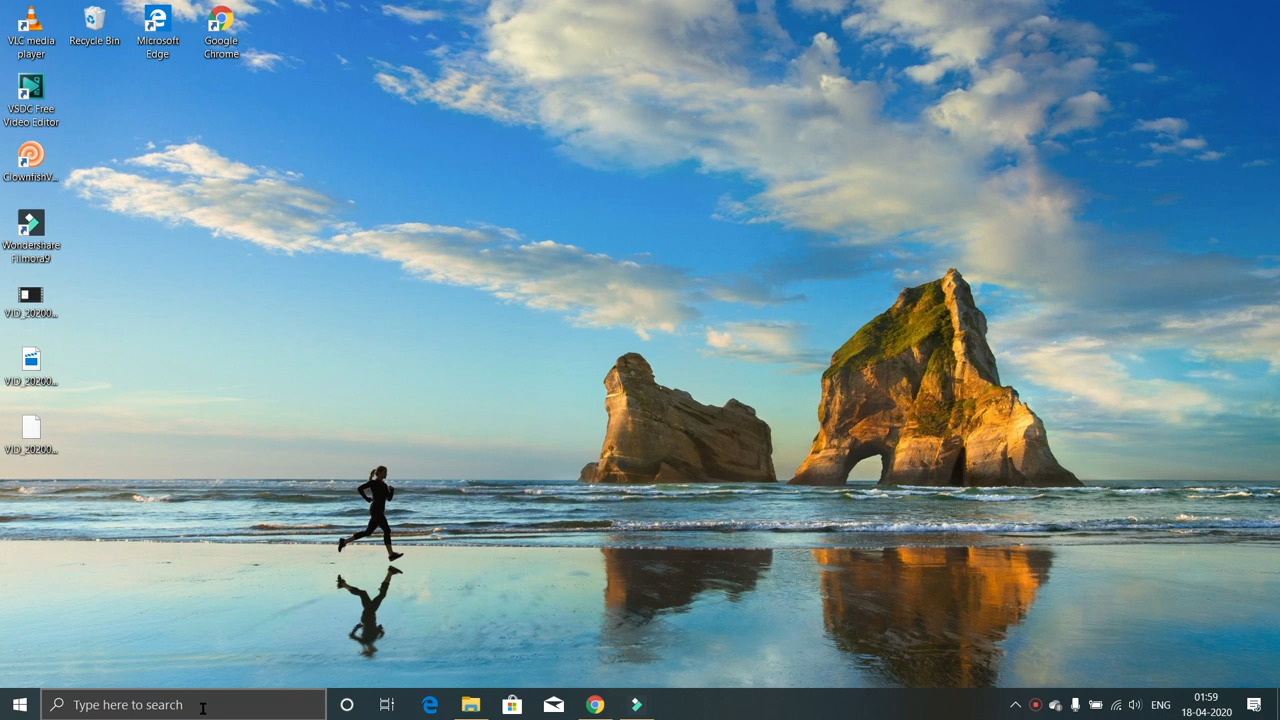 VLC media
player
Recycle Bin
Microsoft
Edge
Google
Chrome
VSDC Free
Video Editor
ClownfishV...
Wondershare
Filmora9
VID_20200...
VID_20200...
VID_20200...
Type here to search
ENG
01:59
18-04-2020